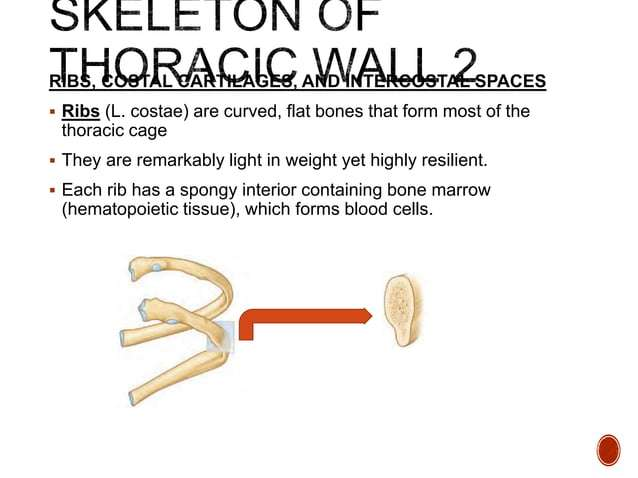 SKELETON OF
THORACIC WALL 2
RIBS, COSTAL CARTILAGES, AND INTERCOSTAL SPACES
▪ Ribs (L. costae) are curved, flat bones that form most of the
thoracic cage
▪ They are remarkably light in weight yet highly resilient.
▪ Each rib has a spongy interior containing bone marrow
(hematopoietic tissue), which forms blood cells.